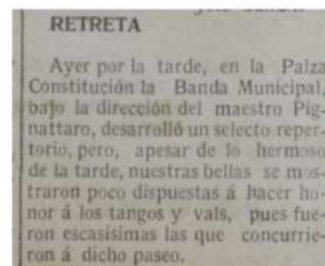 RETRETA
Ayer por la tarde, en la Palza
Constitución la Banda Municipal,
bajo la dirección del maestro Pig-
nattaro, desarrolló un selecto reper-
torio, pero, apesar de lo hermoso
de la tarde, nuestras bellas se mos-
traron poco dispuestas á hacer ho-
nor á los tangos y vals, pues fue-
ron escasisimas las que concurrie-
ron á dicho paseo.